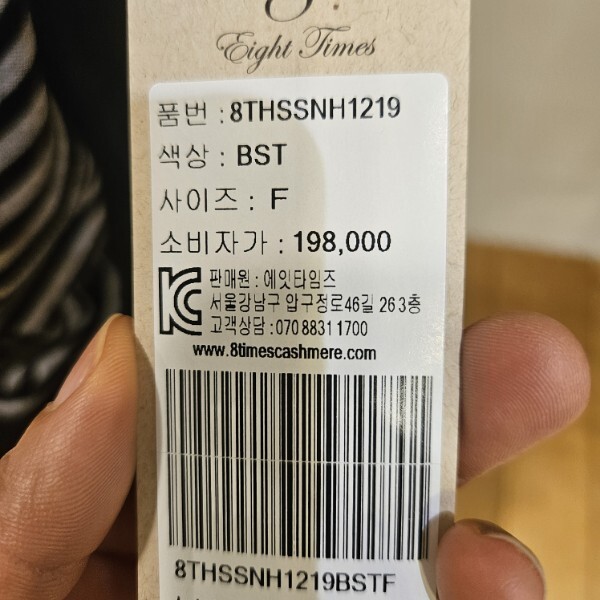 Eight Times
품번 : 8THSSNH1219
색상 : BST
사이즈 : F
소비자가 : 198,000
판매원 : 에잇타임즈
서울강남구 압구정로46길 26 3층
고객상담 : 070 8831 1700
www.8timescashmere.com
8THSSNH1219BSTF